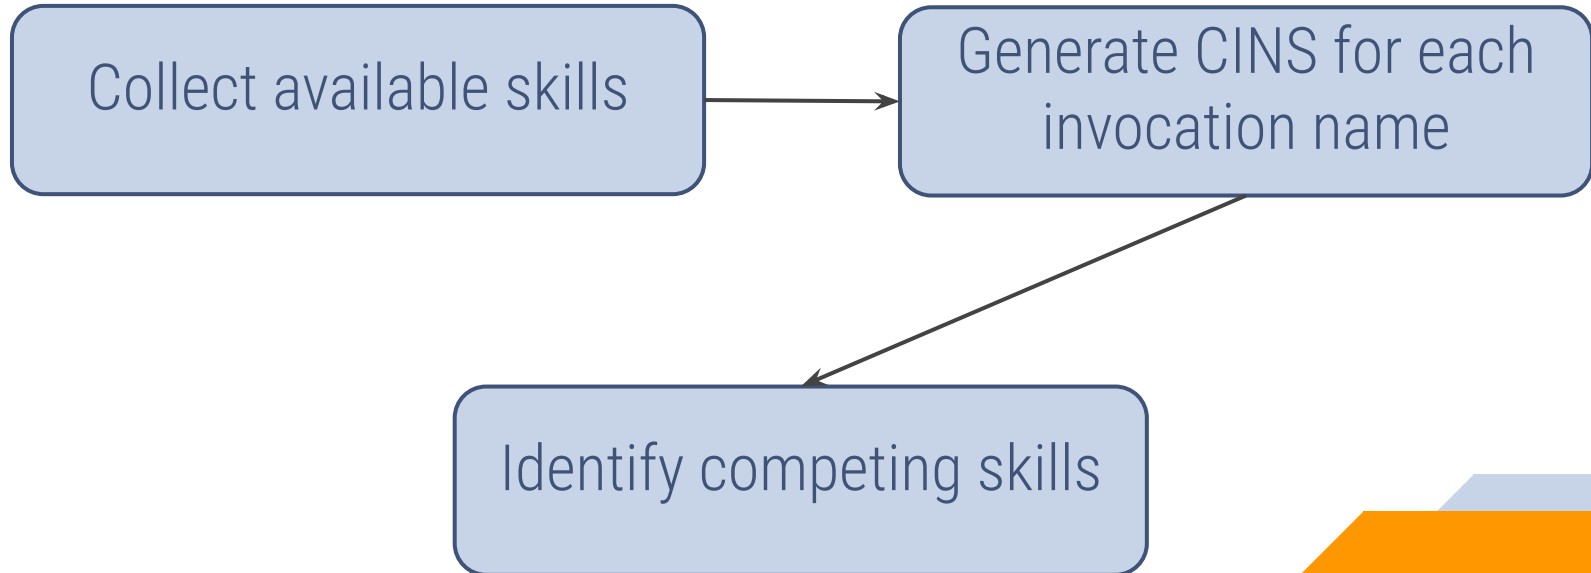 Collect available skills
Generate CINS for each
invocation name
Identify competing skills